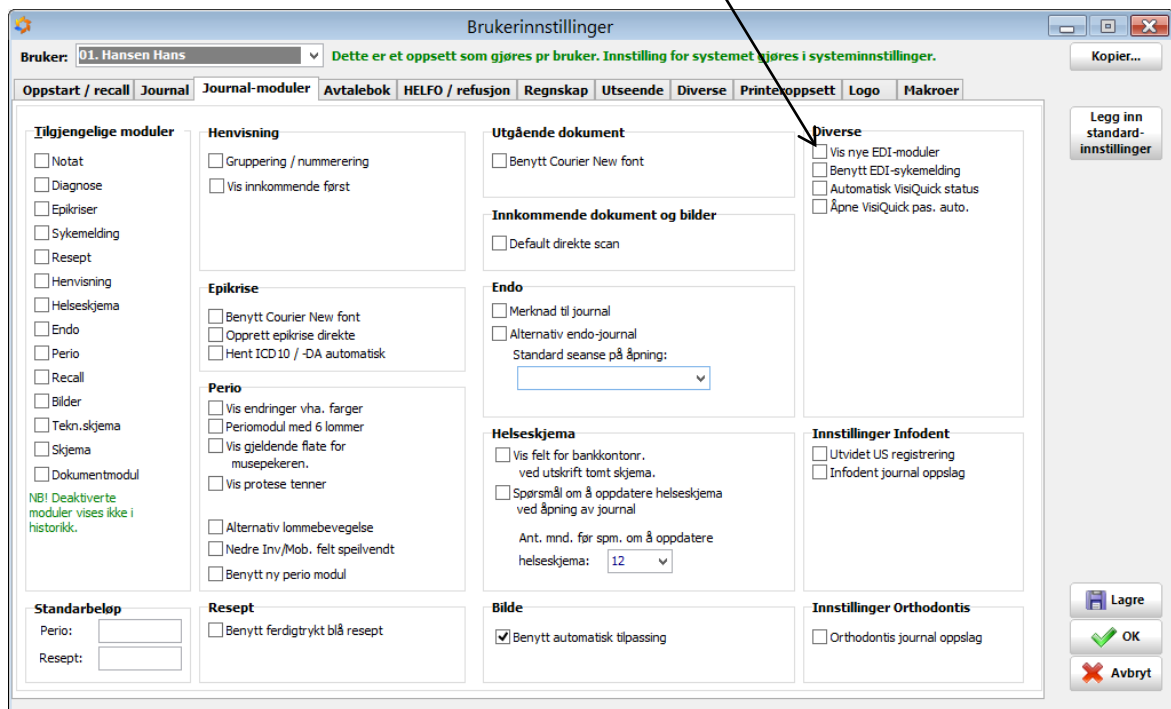 Brukerinnstillinger
Bruker: 01. Hansen Hans
Dette er et oppsett som gjøres pr bruker. Innstilling for systemet gjøres i systeminnstillinger.
Kopier...
Oppstart / recall Journal Journal-moduler Avtalebok HELFO / refusjon Regnskap Utseende Diverse Printeroppsett Logo Makroer
Legg inn
standard-
innstillinger
Tilgjengelige moduler
Notat
Diagnose
Epikriser
Sykemelding
Resept
Henvisning
Helseskjema
Endo
Perio
Recall
Bilder
Tekn.skjema
Skjema
Dokumentmodul
NB! Deaktiverte
moduler vises ikke i
historikk.
Standarbeløp
Perio:
Resept:
Henvisning
Gruppering / nummerering
Vis innkommende først
Epikrise
Benytt Courier New font
Opprett epikrise direkte
Hent ICD10 / -DA automatisk
Perio
Vis endringer vha. farger
Periomodul med 6 lommer
Vis gjeldende flate for
musepekeren.
Vis protese tenner
Alternativ lommebevegelse
Nedre Inv/Mob. felt speilvendt
Benytt ny perio modul
Resept
Benytt ferdigtrykt blå resept
Utgående dokument
Benytt Courier New font
Innkommende dokument og bilder
Default direkte scan
Endo
Merknad til journal
Alternativ endo-journal
Standard seanse på åpning:
Helseskjema
Vis felt for bankkontonr.
ved utskrift tomt skjema.
Spørsmål om å oppdatere helseskjema
ved åpning av journal
Ant. mnd. før spm. om å oppdatere
helseskjema: 12
Bilde
Benytt automatisk tilpassing
Diverse
Vis nye EDI-moduler
Benytt EDI-sykemelding
Automatisk VisiQuick status
Åpne VisiQuick pas. auto.
Innstillinger Infodent
Utvidet US registrering
Infodent journal oppslag
Innstillinger Orthodontis
Orthodontis journal oppslag
Lagre
OK
Avbryt